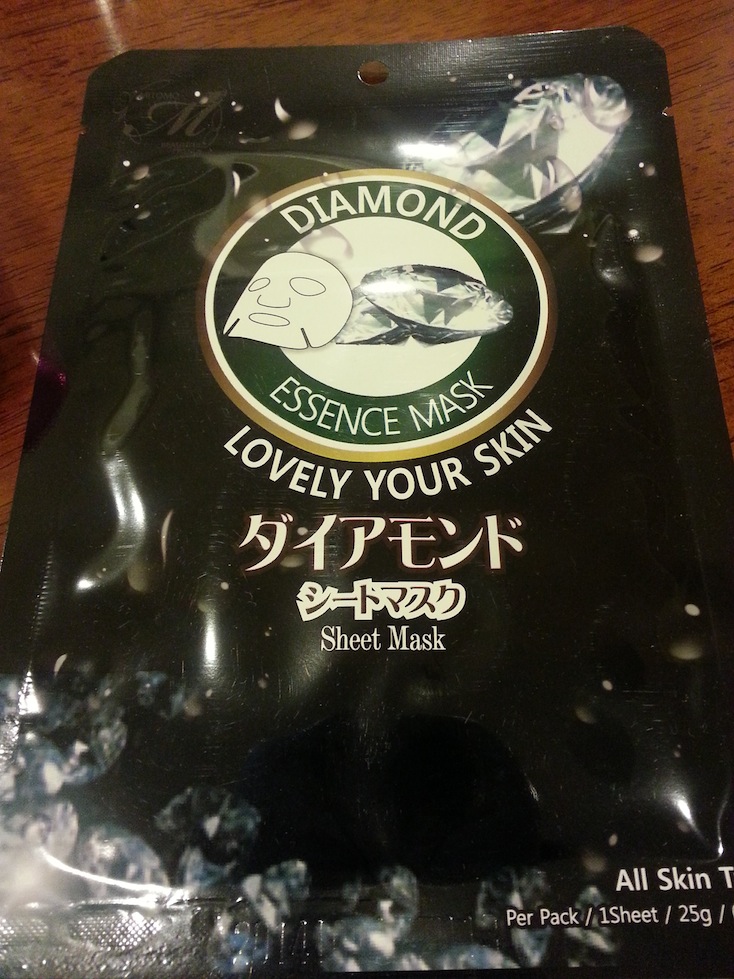 M
DIAMOND
ESSENCE MASK
LOVELY YOUR SKIN
ダイアモンド
シートマスク
Sheet Mask
All Skin T
Per Pack / 1Sheet / 25g /